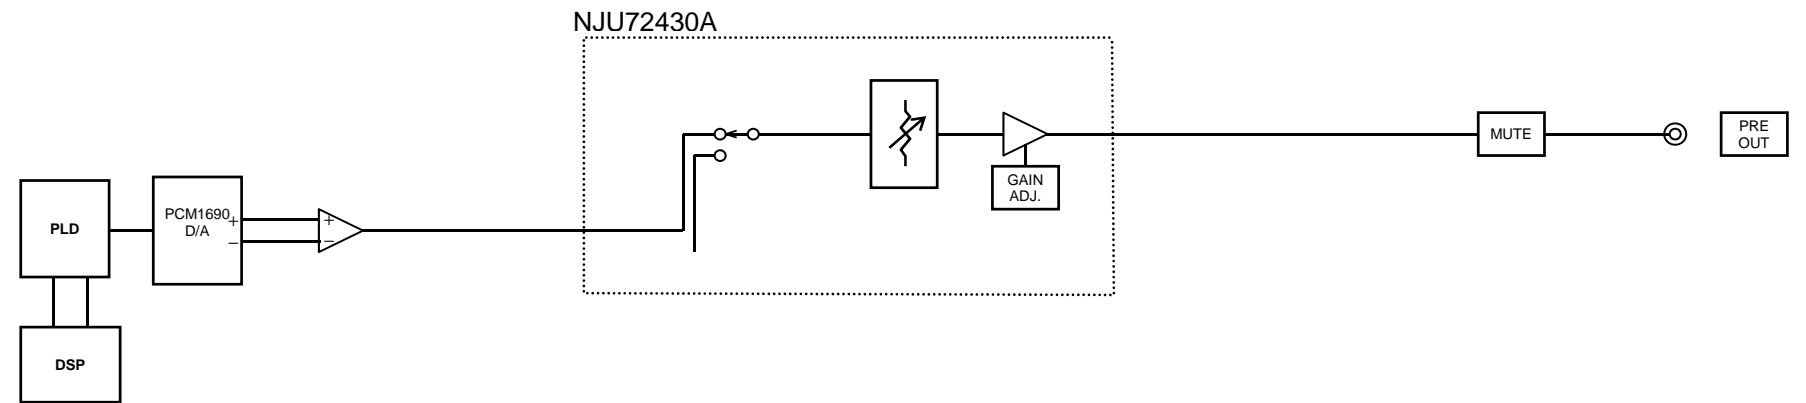 NJU72430A
MUTE
PRE
OUT
GAIN
ADJ.
PLD
PCM1690
D/A
+
−
+
−
DSP